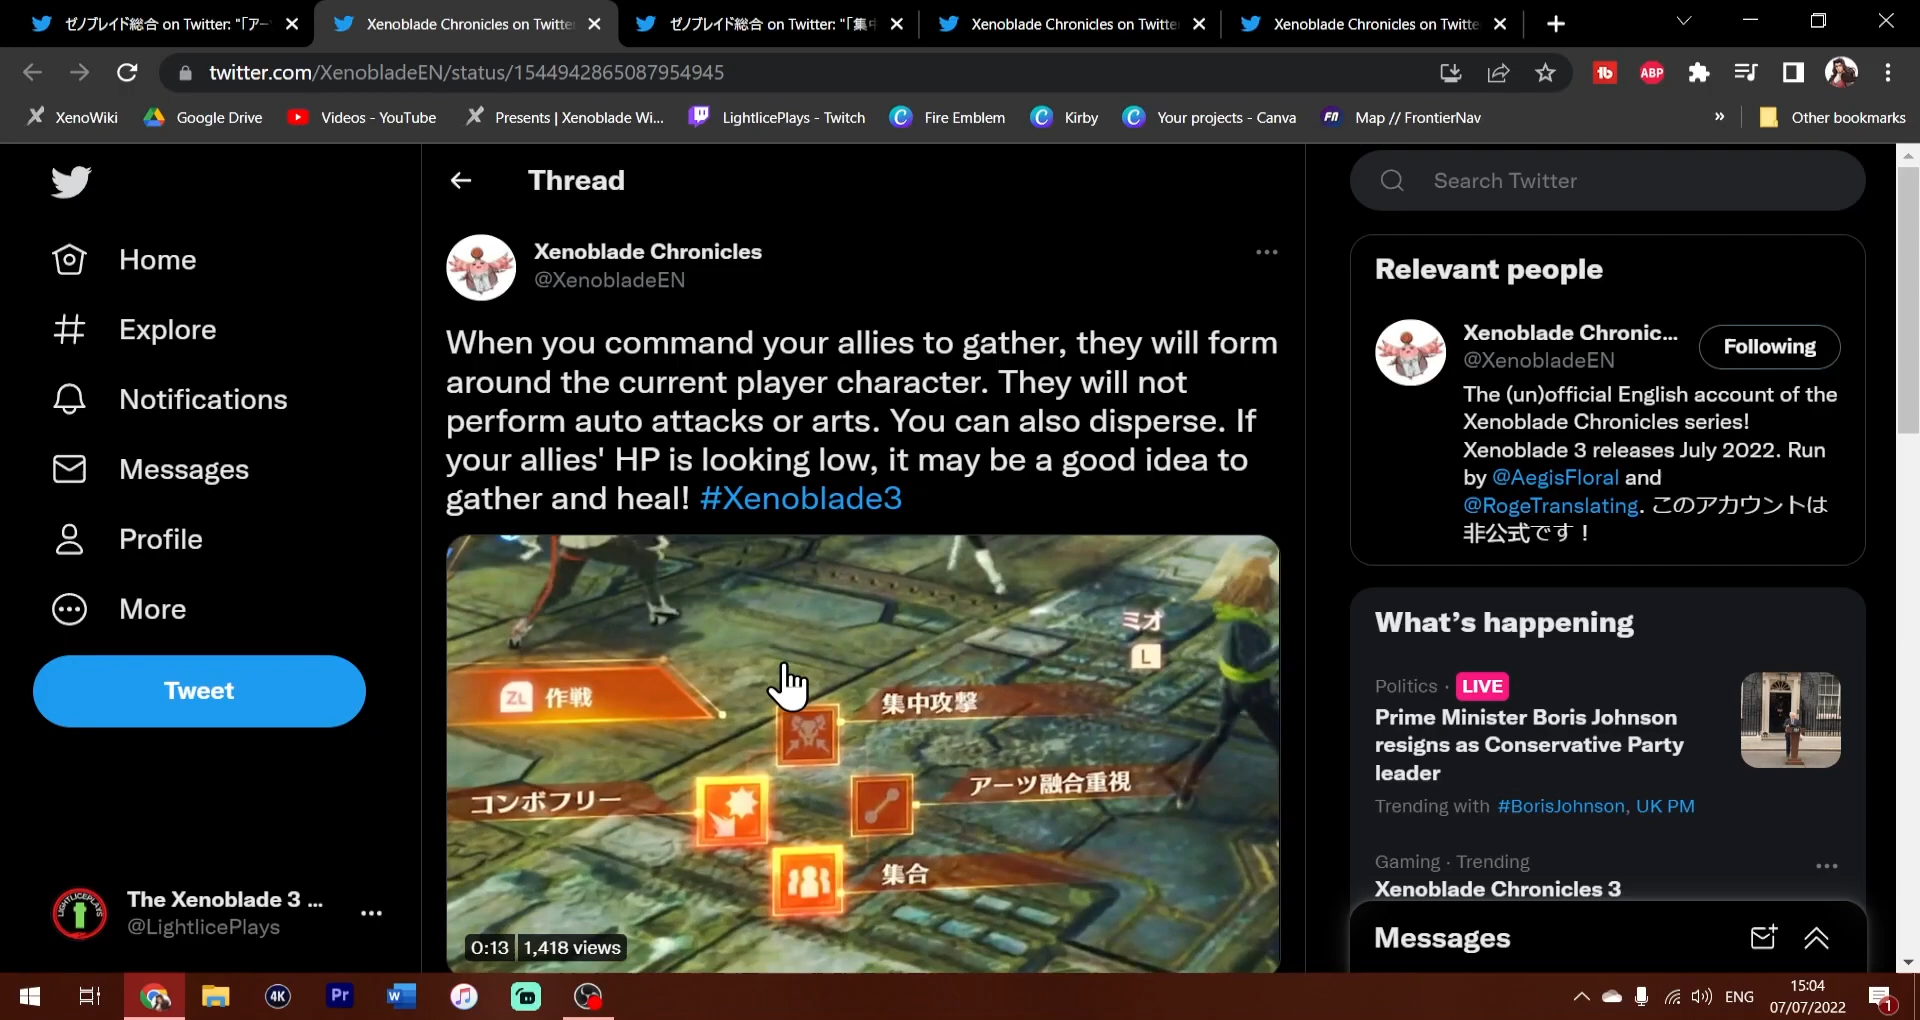 ゼノブレイド総合 on Twitter: "「アー
Xenoblade Chronicles on Twitte
ゼノブレイド総合 on Twitter: "「集中
Xenoblade Chronicles on Twitte
Xenoblade Chronicles on Twitte
twitter.com/XenobladeEN/status/1544942865087954945
ABP
XenoWiki
Google Drive
Videos - YouTube
Presents | Xenoblade Wi...
LightlicePlays - Twitch
Fire Emblem
Kirby
Your projects - Canva
FN
Map // FrontierNav
»
Other bookmarks
Home
Explore
Notifications
Messages
Profile
More
Tweet
The Xenoblade 3 ...
@LightlicePlays
Thread
Xenoblade Chronicles
@XenobladeEN
When you command your allies to gather, they will form
around the current player character. They will not
perform auto attacks or arts. You can also disperse. If
your allies' HP is looking low, it may be a good idea to
gather and heal! #Xenoblade3
ミオ
L
ZL 作戦
集中攻撃
コンボフリー
アーツ融合重視
集合
0:13 1,418 views
Search Twitter
Relevant people
Xenoblade Chronic...
@XenobladeEN
Following
The (un)official English account of the
Xenoblade Chronicles series!
Xenoblade 3 releases July 2022. Run
by @AegisFloral and
@RogeTranslating. このアカウントは
非公式です！
What's happening
Politics · LIVE
Prime Minister Boris Johnson
resigns as Conservative Party
leader
Trending with #BorisJohnson, UK PM
Gaming · Trending
Xenoblade Chronicles 3
Messages
4K
Pr
W
ENG
15:04
07/07/2022
1